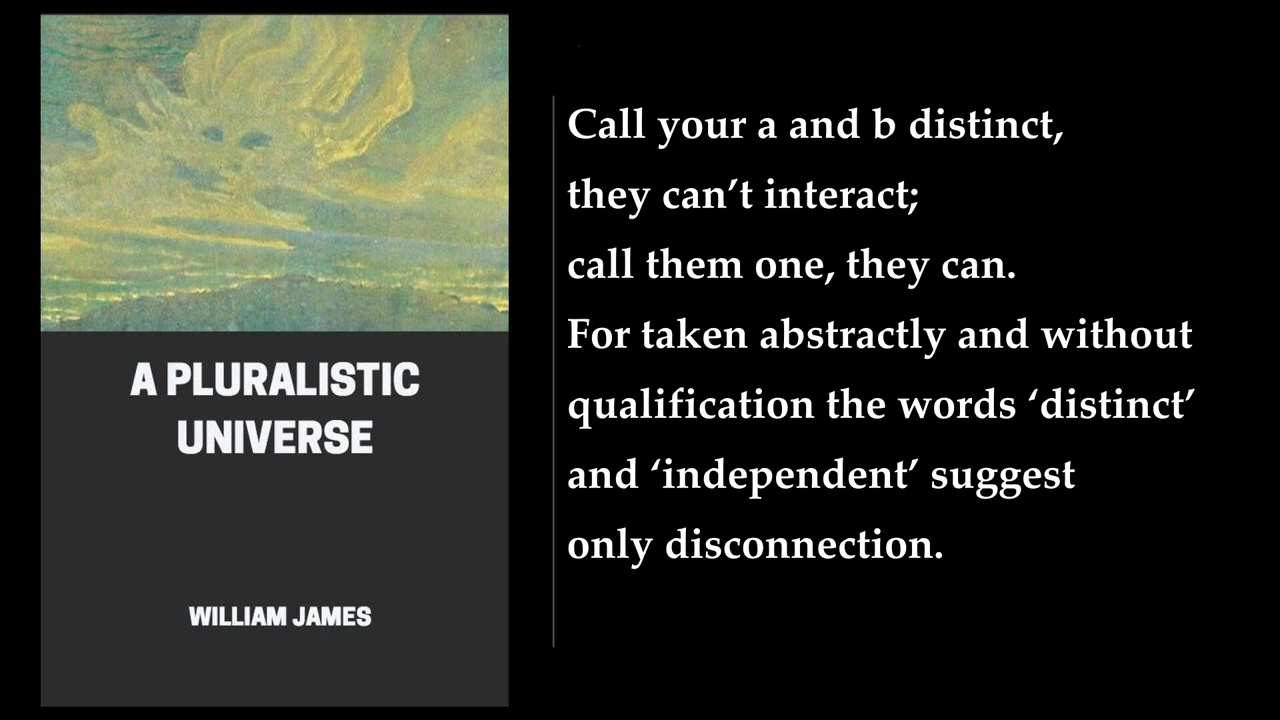 A PLURALISTIC
UNIVERSE
WILLIAM JAMES
Call your a and b distinct,
they can’t interact;
call them one, they can.
For taken abstractly and without
qualification the words ‘distinct’
and ‘independent’ suggest
only disconnection.